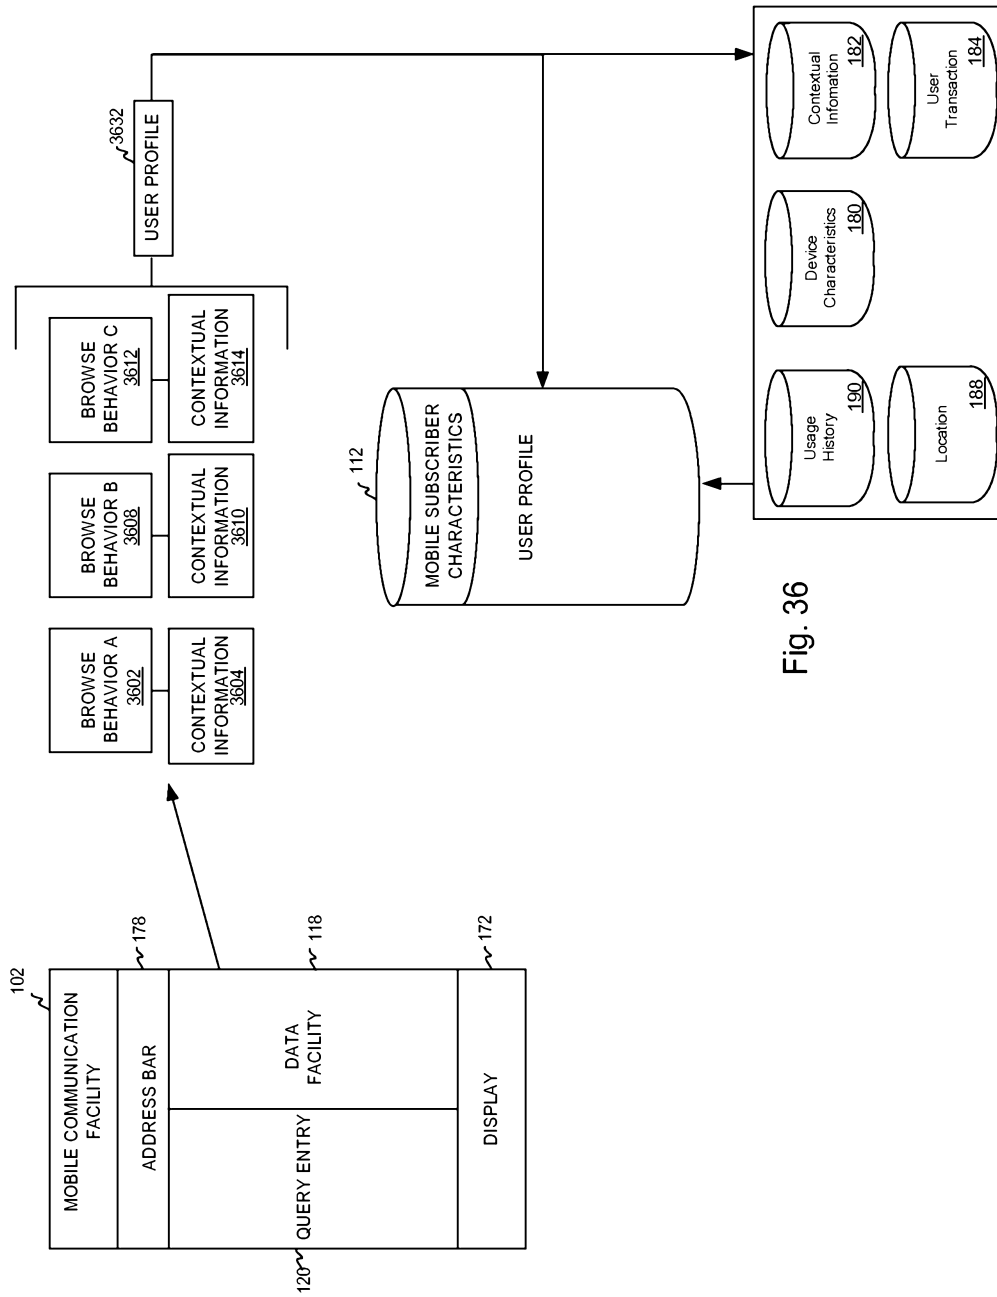 102
MOBILE COMMUNICATION
FACILITY
178
ADDRESS BAR
120
QUERY ENTRY
118
DATA
FACILITY
172
DISPLAY
BROWSE
BEHAVIOR A
3602
CONTEXTUAL
INFORMATION
3604
BROWSE
BEHAVIOR B
3608
CONTEXTUAL
INFORMATION
3610
BROWSE
BEHAVIOR C
3612
CONTEXTUAL
INFORMATION
3614
3632
USER PROFILE
112
MOBILE SUBSCRIBER
CHARACTERISTICS
USER PROFILE
Usage
History
190
Device
Characteristics
180
Contextual
Infomation
182
Location
188
User
Transaction
184
Fig. 36